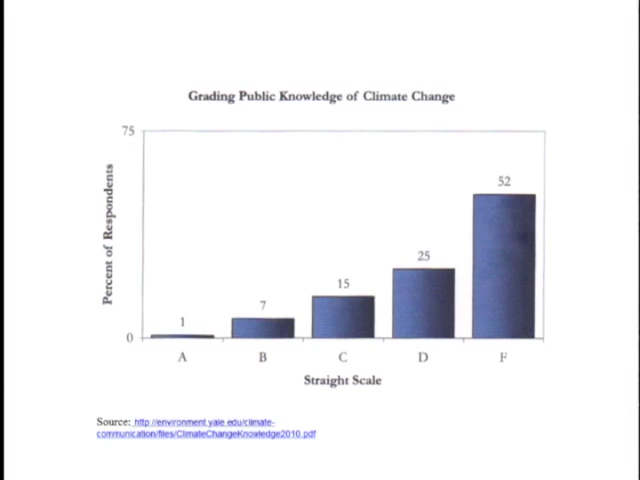 Grading Public Knowledge of Climate Change
75
Percent of Respondents
0
1
7
15
25
52
A B C D F
Straight Scale
Source: http://environment.yale.edu/climate-
communication/files/ClimateChangeKnowledge2010.pdf